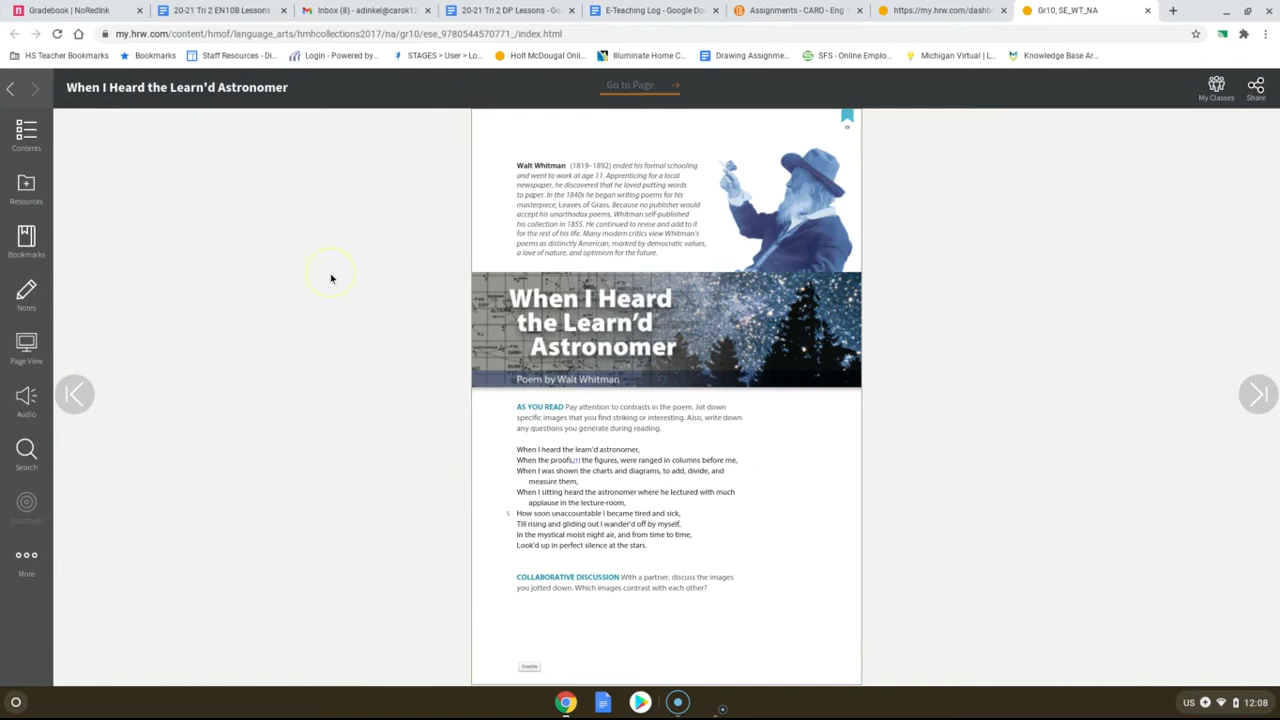 Gradebook | NoRedInk
20-21 Tri 2 EN10B Lessons
Inbox (8) - adinkel@carok12
20-21 Tri 2 DP Lessons - G
E-Teaching Log - Google Do
Assignments - CARO - Eng
https://my.hrw.com/dashb
Gr10, SE_WT_NA
my.hrw.com/content/hmof/language_arts/hmhcollections2017/na/gr10/ese_9780544570771_/index.html
HS Teacher Bookmarks
Bookmarks
Staff Resources - Di...
Login - Powered by...
STAGES > User > Lo...
Holt McDougal Onli...
Illuminate Home C...
Drawing Assignme...
SFS - Online Emplo...
Michigan Virtual | L...
Knowledge Base Ar...
When I Heard the Learn'd Astronomer
Go to Page
My Classes
Share
Contents
Resources
Bookmarks
Notes
Page View
Audio
Search
Standards
More
Walt Whitman (1819–1892) ended his formal schooling
and went to work at age 11. Apprenticing for a local
newspaper, he discovered that he loved putting words
to paper. In the 1840s he began writing poems for his
masterpiece, Leaves of Grass. Because no publisher would
accept his unorthodox poems, Whitman self-published
his collection in 1855. He continued to revise and add to it
for the rest of his life. Many modern critics view Whitman's
poems as distinctly American, marked by democratic values,
a love of nature, and optimism for the future.
When I Heard
the Learn'd
Astronomer
Poem by Walt Whitman
AS YOU READ Pay attention to contrasts in the poem. Jot down
specific images that you find striking or interesting. Also, write down
any questions you generate during reading.
When I heard the learn'd astronomer,
When the proofs,[1] the figures, were ranged in columns before me,
When I was shown the charts and diagrams, to add, divide, and
measure them,
When I sitting heard the astronomer where he lectured with much
applause in the lecture-room,
5 How soon unaccountable I became tired and sick,
Till rising and gliding out I wander'd off by myself,
In the mystical moist night air, and from time to time,
Look'd up in perfect silence at the stars.
COLLABORATIVE DISCUSSION With a partner, discuss the images
you jotted down. Which images contrast with each other?
Credits
US
12:08